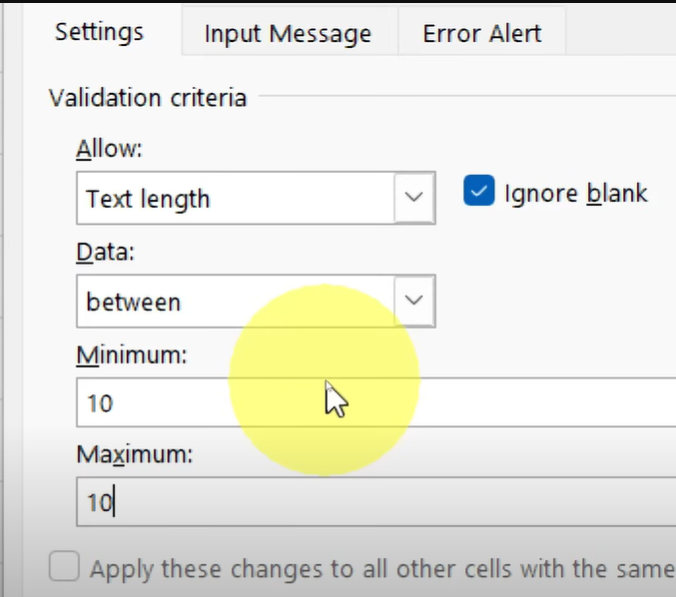 Settings Input Message Error Alert
Validation criteria
Allow:
Text length Ignore blank
Data:
between
Minimum:
10
Maximum:
10
Apply these changes to all other cells with the same